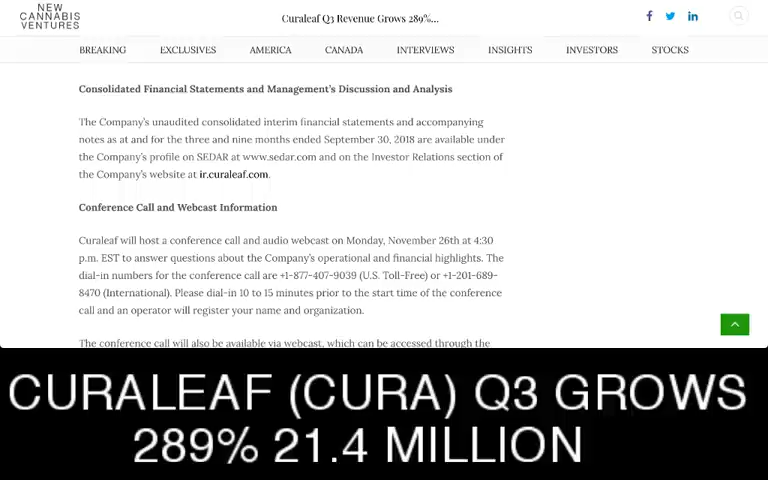 NEW
CANNABIS
VENTURES
Curaleaf Q3 Revenue Grows 289%...
BREAKING EXCLUSIVES AMERICA CANADA INTERVIEWS INSIGHTS INVESTORS STOCKS
Consolidated Financial Statements and Management's Discussion and Analysis
The Company's unaudited consolidated interim financial statements and accompanying
notes as at and for the three and nine months ended September 30, 2018 are available under
the Company's profile on SEDAR at www.sedar.com and on the Investor Relations section of
the Company's website at ir.curaleaf.com.
Conference Call and Webcast Information
Curaleaf will host a conference call and audio webcast on Monday, November 26th at 4:30
p.m. EST to answer questions about the Company's operational and financial highlights. The
dial-in numbers for the conference call are +1-877-407-9039 (U.S. Toll-Free) or +1-201-689-
8470 (International). Please dial-in 10 to 15 minutes prior to the start time of the conference
call and an operator will register your name and organization.
The conference call will also be available via webcast, which can be accessed through the
CURALEAF (CURA) Q3 GROWS
289% 21.4 MILLION